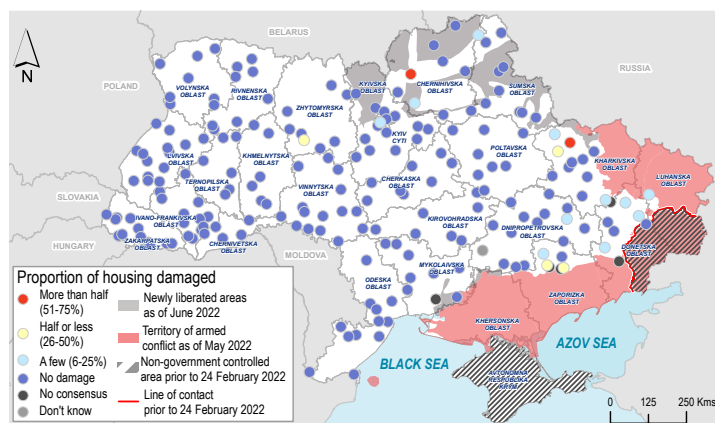 BELARUS
N
RUSSIA
POLAND
VOLYNSKA
OBLAST
RIVNENSKA
OBLAST
ZHYTOMYRSKA
OBLAST
KYIVSKA
OBLAST
CHERNIHIVSKA
OBLAST
SUMSKA
OBLAST
KYIV
CYTI
LVIVSKA
OBLAST
TERNOPILSKA
OBLAST
KHMELNYTSKA
OBLAST
VINNYTSKA
OBLAST
CHERKASKA
OBLAST
POLTAVSKA
OBLAST
KHARKIVSKA
OBLAST
LUHANSKA
OBLAST
SLOVAKIA
IVANO-FRANKIVSKA
OBLAST
ZAKARPATSKA
OBLAST
CHERNIVETSKA
OBLAST
KIROVOHRADSKA
OBLAST
DNIPROPETROVSKA
OBLAST
DONETSKA
OBLAST
HUNGARY
MOLDOVA
ODESKA
OBLAST
MYKOLAIVSKA
OBLAST
ZAPORIZKA
OBLAST
KHERSONSKA
OBLAST
AVTONOMNA
RESPUBLIKA
KRYM
BLACK SEA
AZOV SEA
Proportion of housing damaged
More than half
(51-75%)
Half or less
(26-50%)
A few (6-25%)
No damage
No consensus
Don't know
Newly liberated areas
as of June 2022
Territory of armed
conflict as of May 2022
Non-government controlled
area prior to 24 February 2022
Line of contact
prior to 24 February 2022
0 125 250 Kms